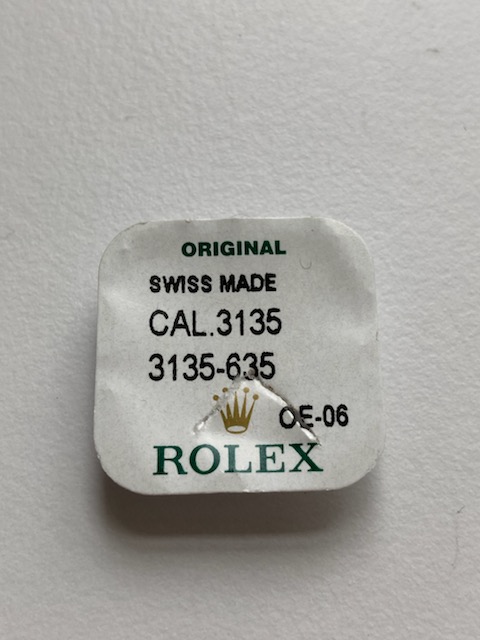 ORIGINAL
SWISS MADE
CAL.3135
3135-635
OE-06
ROLEX